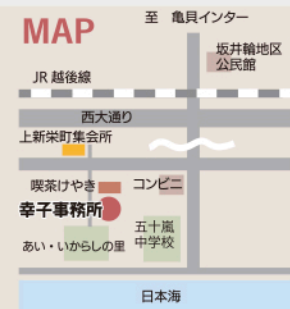 MAP
至 亀貝インター
坂井輪地区
公民館
JR 越後線
西大通り
上新栄町集会所
喫茶けやき
コンビニ
幸子事務所
五十嵐
中学校
あい・いからしの里
日本海